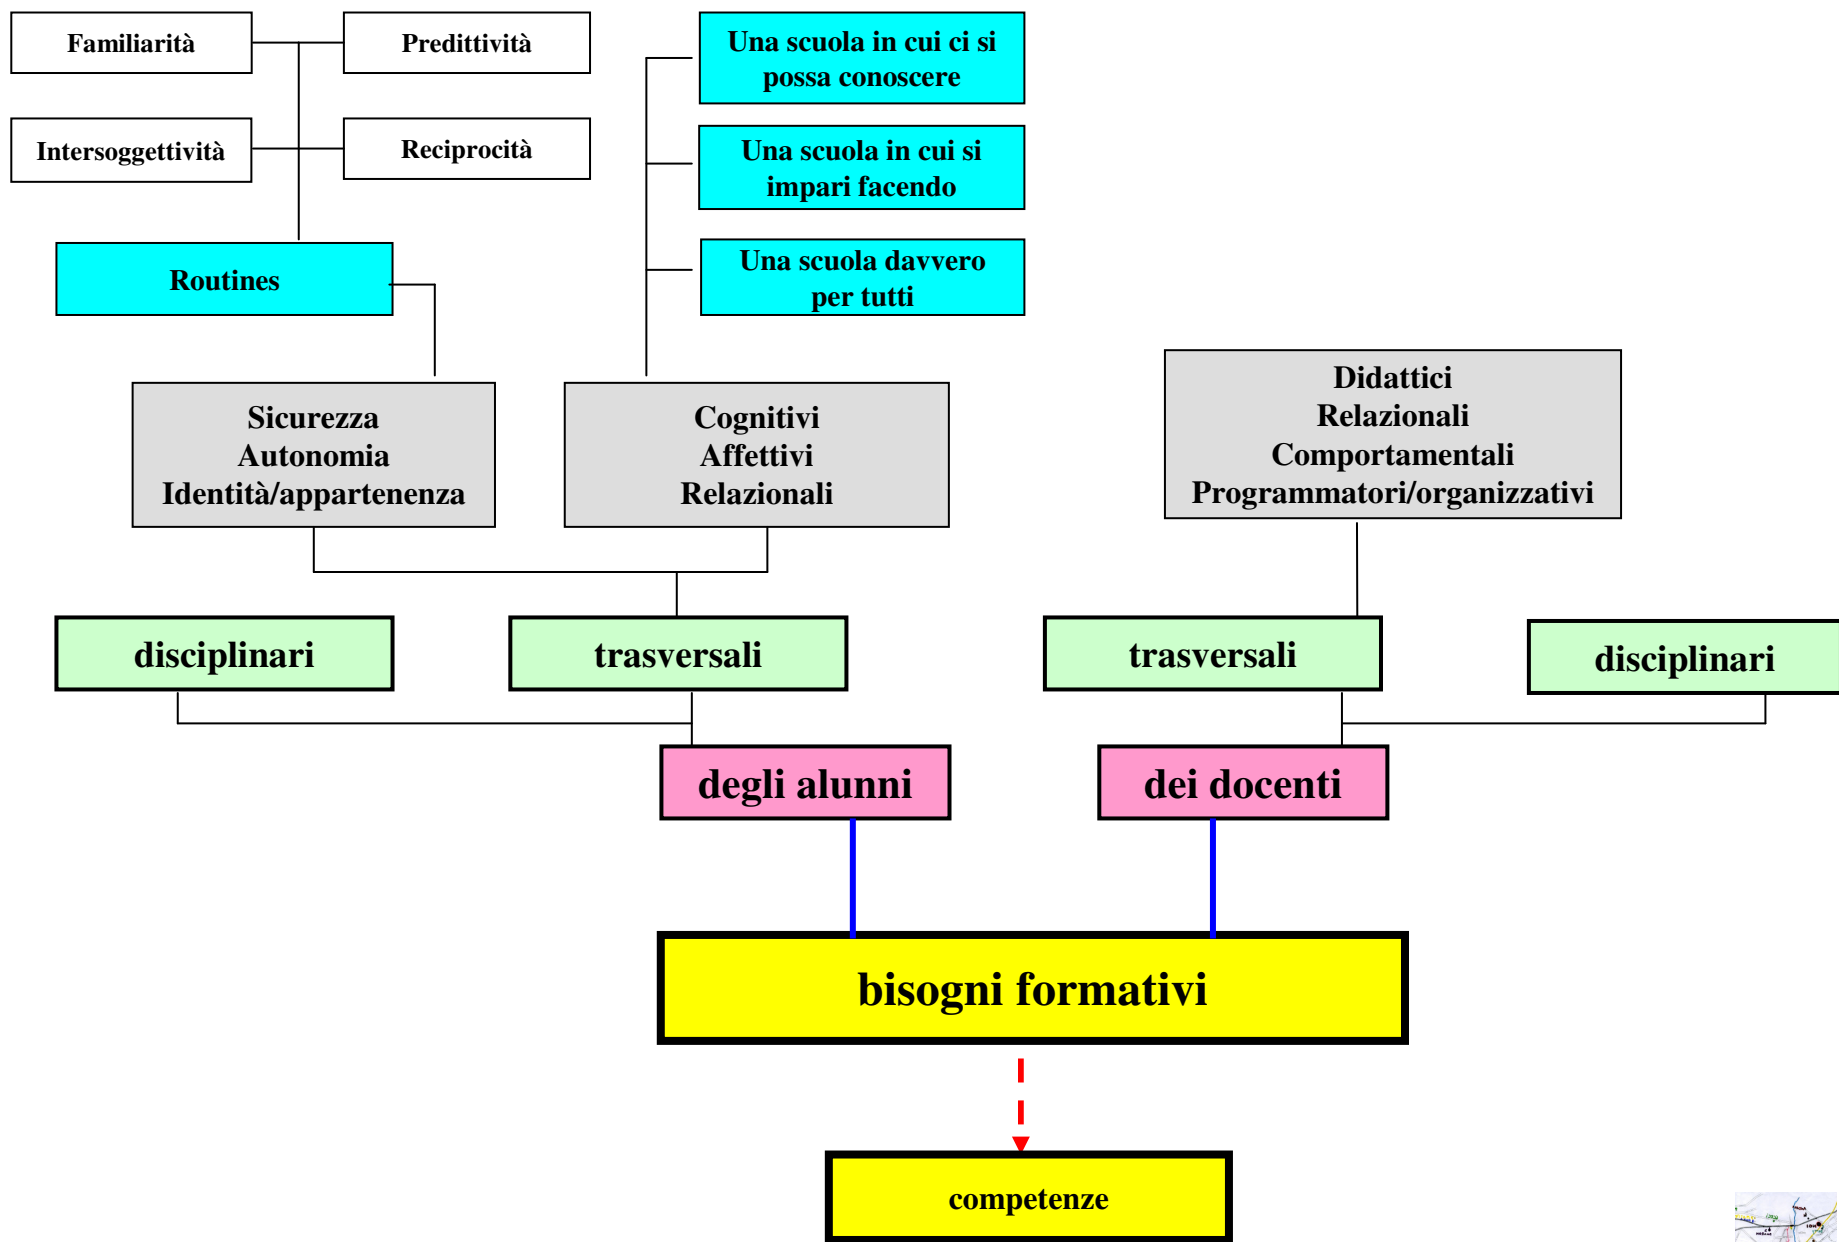 Familiarità
Predittività
Una scuola in cui ci si
possa conoscere
Intersoggettività
Reciprocità
Una scuola in cui si
impari facendo
Routines
Una scuola davvero
per tutti
Sicurezza
Autonomia
Identità/appartenenza
Cognitivi
Affettivi
Relazionali
Didattici
Relazionali
Comportamentali
Programmatori/organizzativi
disciplinari
trasversali
trasversali
disciplinari
degli alunni
dei docenti
bisogni formativi
competenze